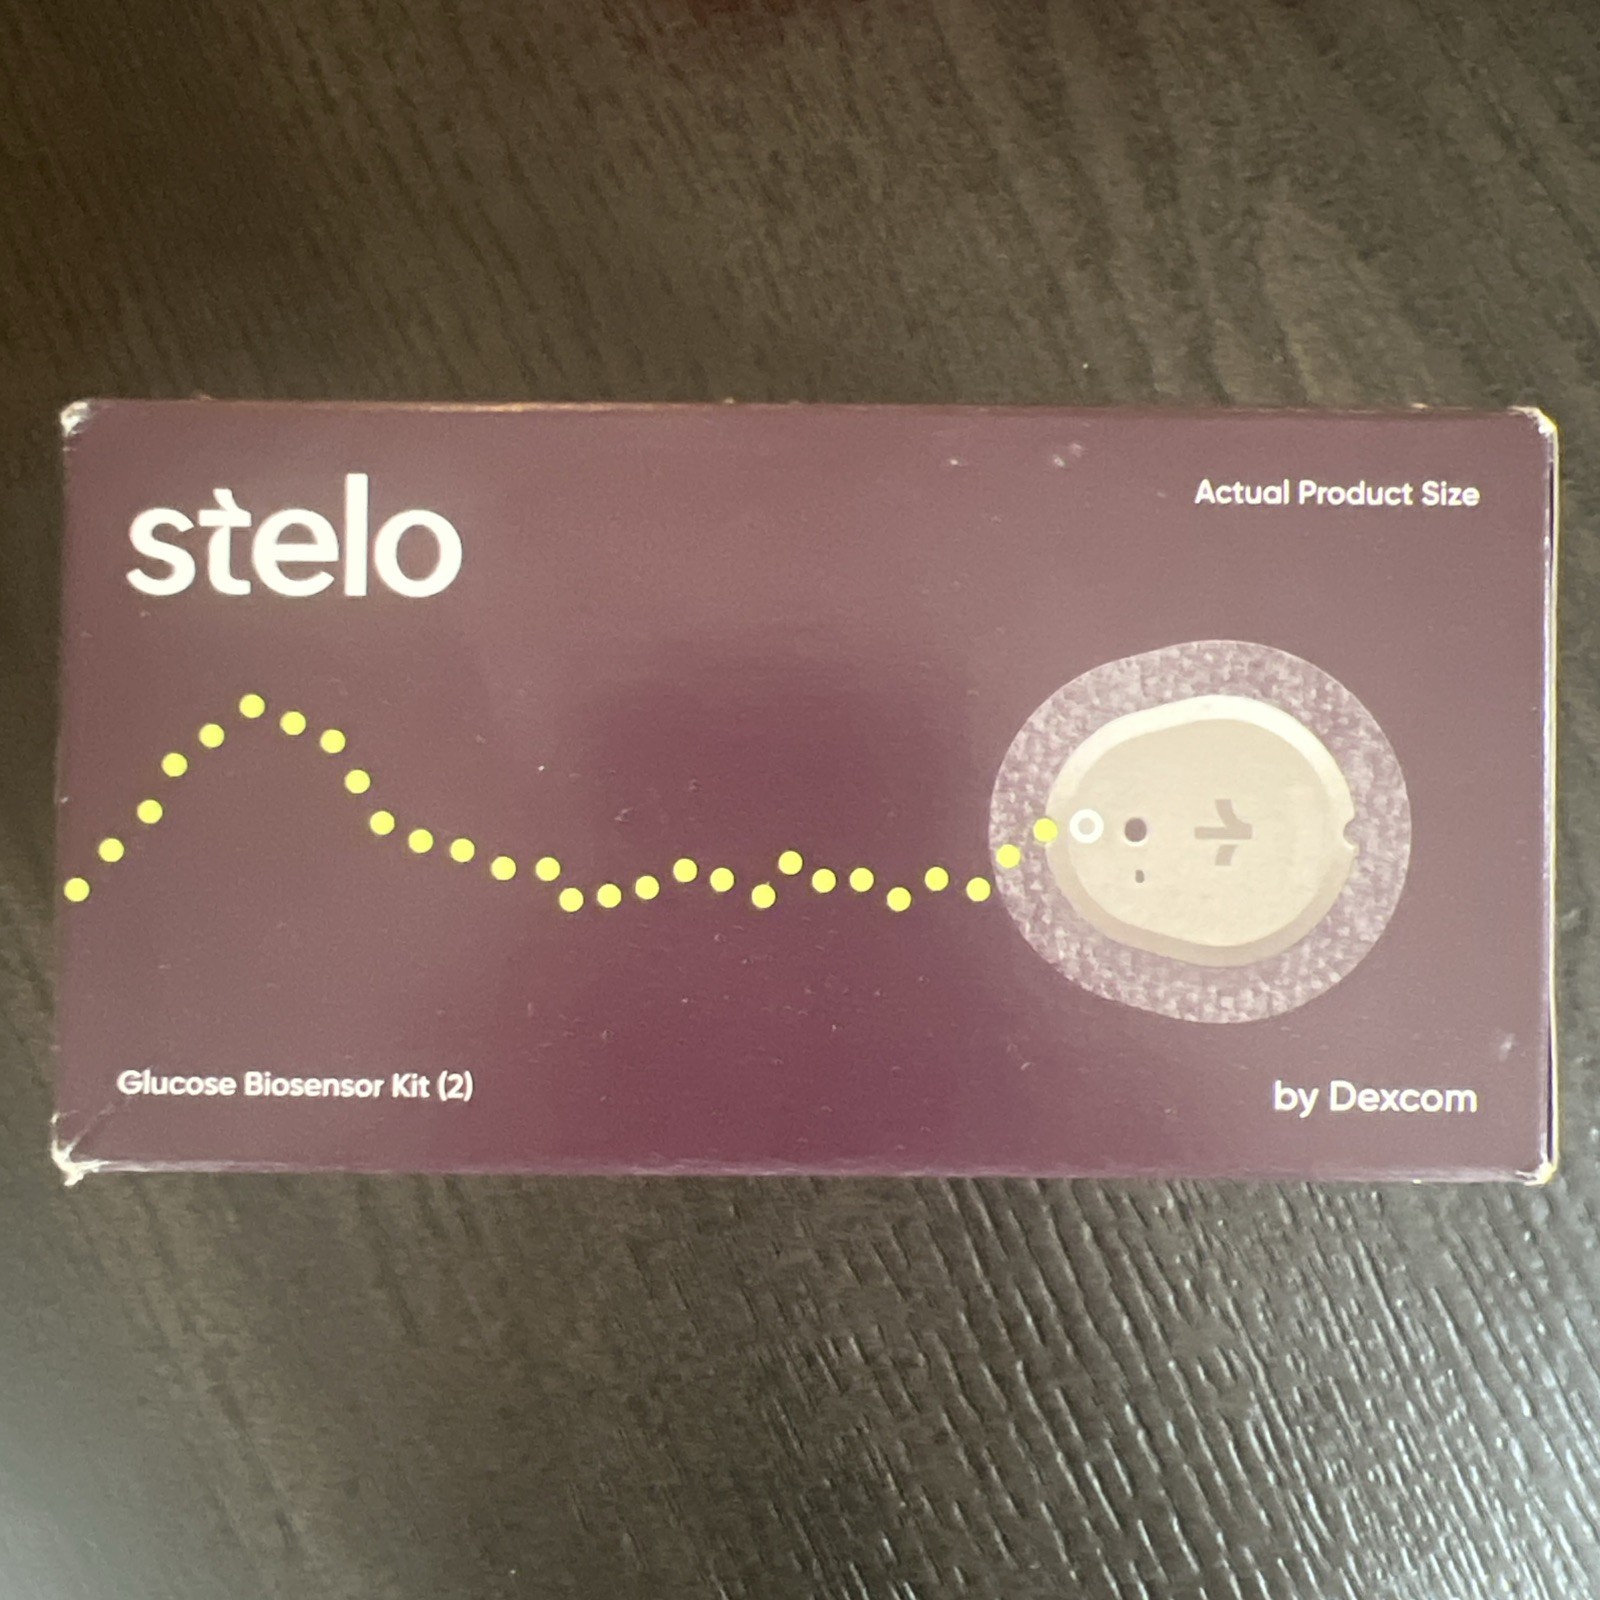 stelo
Actual Product Size
Glucose Biosensor Kit (2)
by Dexcom